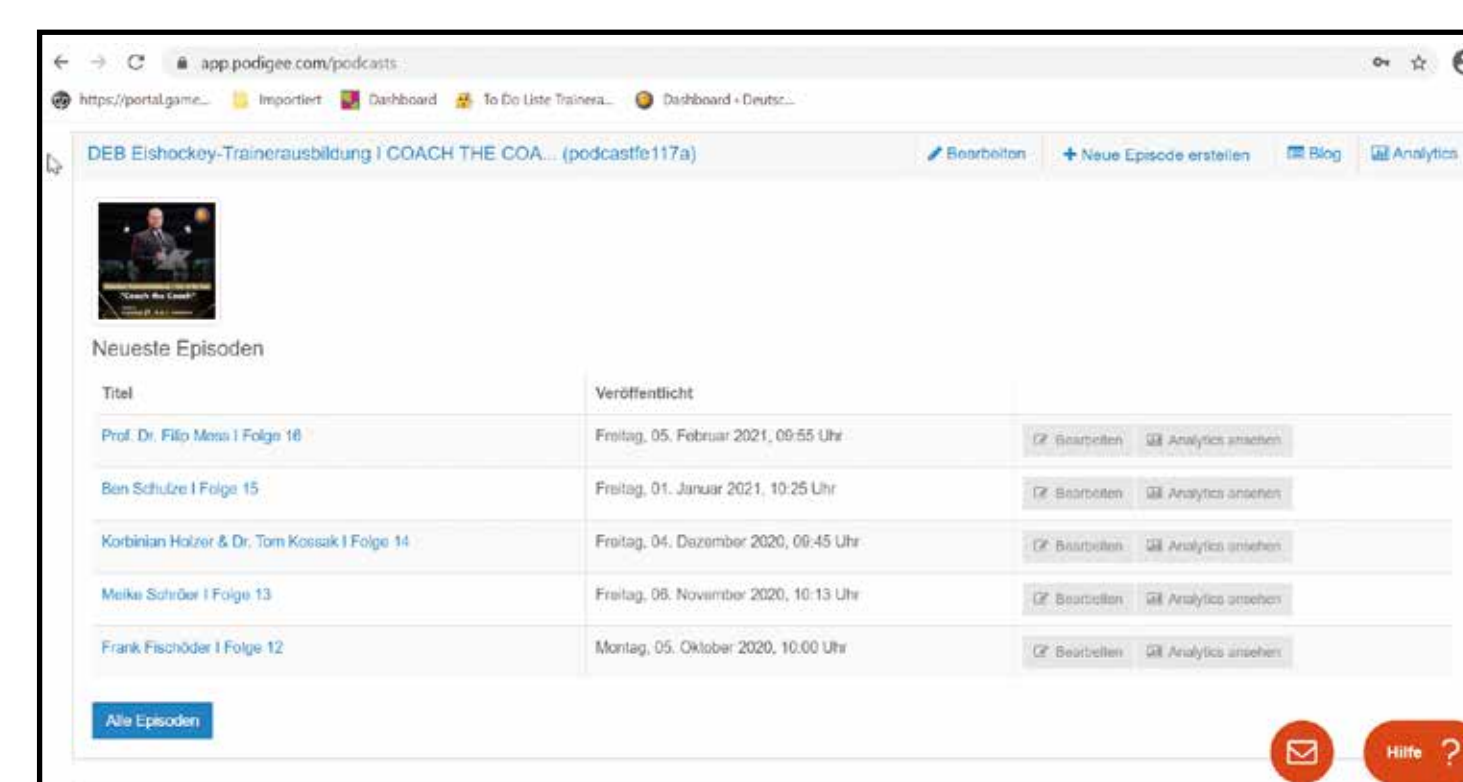 app.podigee.com/podcasts
https://portal.game... Importiert Dashboard To Do Liste Trainera... Dashboard ‹ Deutsc...
DEB Eishockey-Trainerausbildung I COACH THE COA... (podcastfe117a) Bearbeiten + Neue Episode erstellen Blog Analytics
"Coach the Coach"
Neueste Episoden
Titel Veröffentlicht
Prof. Dr. Filip Mess I Folge 16 Freitag, 05. Februar 2021, 09:55 Uhr Bearbeiten Analytics ansehen
Ben Schulze I Folge 15 Freitag, 01. Januar 2021, 10:25 Uhr Bearbeiten Analytics ansehen
Korbinian Holzer & Dr. Tom Kossak I Folge 14 Freitag, 04. Dezember 2020, 09:45 Uhr Bearbeiten Analytics ansehen
Meike Schröer I Folge 13 Freitag, 06. November 2020, 10:13 Uhr Bearbeiten Analytics ansehen
Frank Fischöder I Folge 12 Montag, 05. Oktober 2020, 10:00 Uhr Bearbeiten Analytics ansehen
Alle Episoden
Hilfe ?